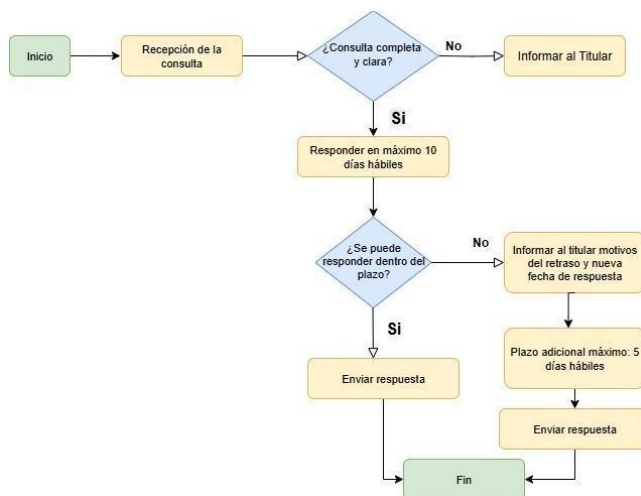 Inicio
Recepción de la
consulta
¿Consulta completa
y clara?
No
Informar al Titular
Si
Responder en máximo 10
días hábiles
¿Se puede
responder dentro del
plazo?
No
Informar al titular motivos
del retraso y nueva
fecha de respuesta
Si
Plazo adicional máximo: 5
días hábiles
Enviar respuesta
Enviar respuesta
Fin